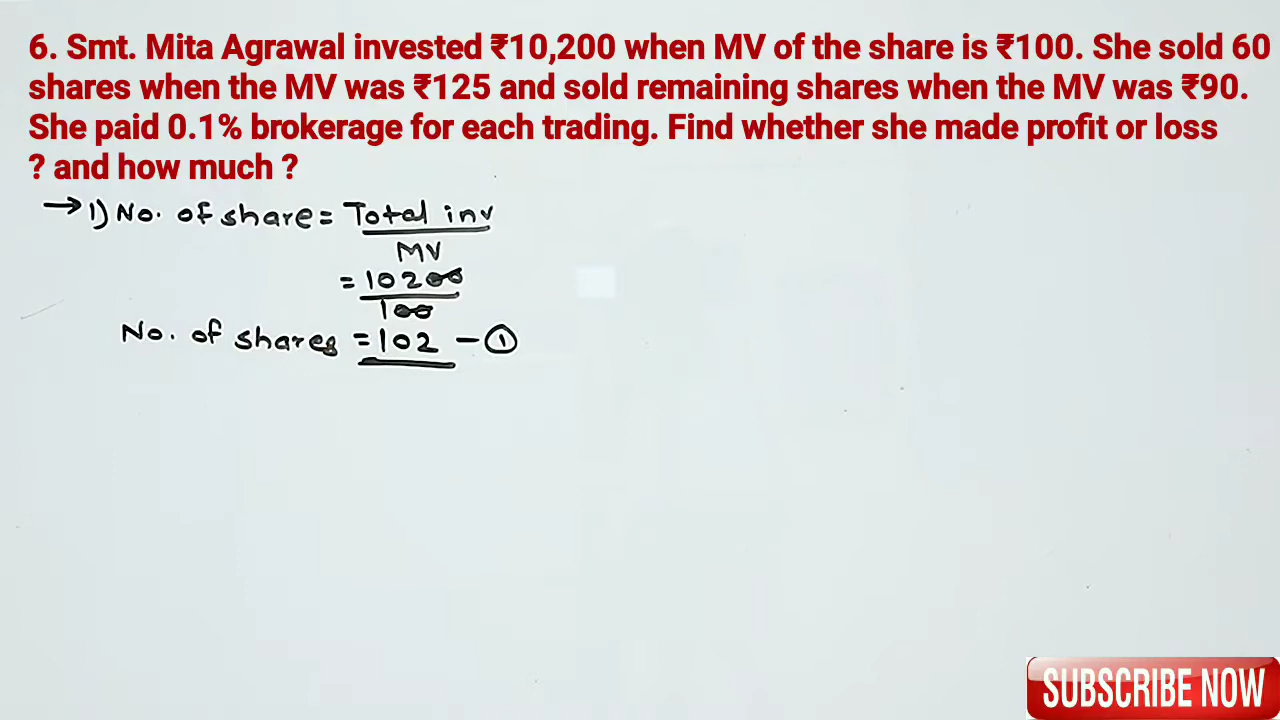 6. Smt. Mita Agrawal invested ₹10,200 when MV of the share is ₹100. She sold 60
shares when the MV was ₹125 and sold remaining shares when the MV was ₹90.
She paid 0.1% brokerage for each trading. Find whether she made profit or loss
? and how much ?
→ 1) No. of share = Total inv
MV
= 10200
100
No. of shares = 102 - ①
SUBSCRIBE NOW